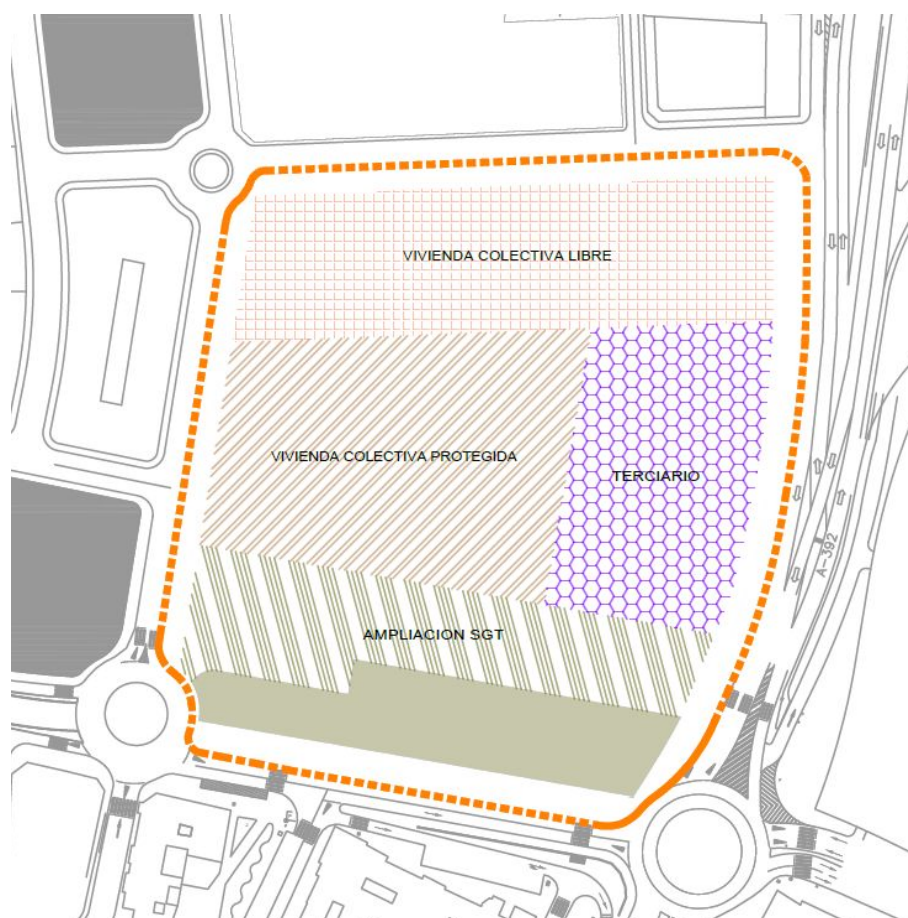 VIVIENDA COLECTIVA LIBRE
VIVIENDA COLECTIVA PROTEGIDA
TERCIARIO
A-392
AMPLIACION SGT